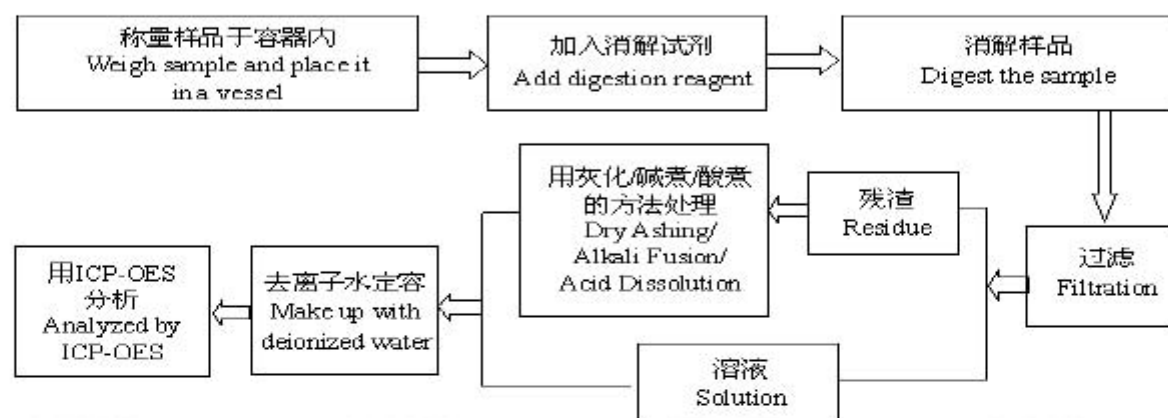 称量样品于容器内
Weigh sample and place it
in a vessel
加入消解试剂
Add digestion reagent
消解样品
Digest the sample
过滤
Filtration
残渣
Residue
用灰化/碱煮/酸煮
的方法处理
Dry Ashing/
Alkali Fusion/
Acid Dissolution
溶液
Solution
去离子水定容
Make up with
deionized water
用ICP-OES
分析
Analyzed by
ICP-OES